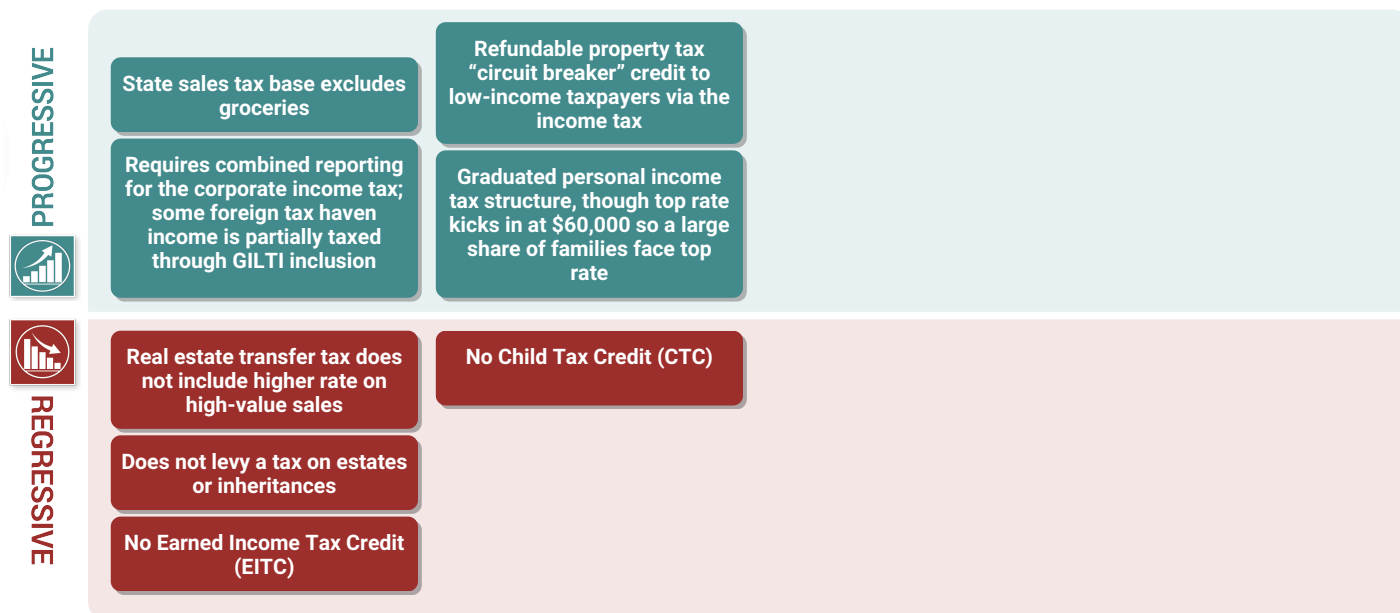 PROGRESSIVE
State sales tax base excludes
groceries
Requires combined reporting
for the corporate income tax;
some foreign tax haven
income is partially taxed
through GILTI inclusion
Refundable property tax
“circuit breaker” credit to
low-income taxpayers via the
income tax
Graduated personal income
tax structure, though top rate
kicks in at $60,000 so a large
share of families face top
rate
REGRESSIVE
Real estate transfer tax does
not include higher rate on
high-value sales
Does not levy a tax on estates
or inheritances
No Earned Income Tax Credit
(EITC)
No Child Tax Credit (CTC)